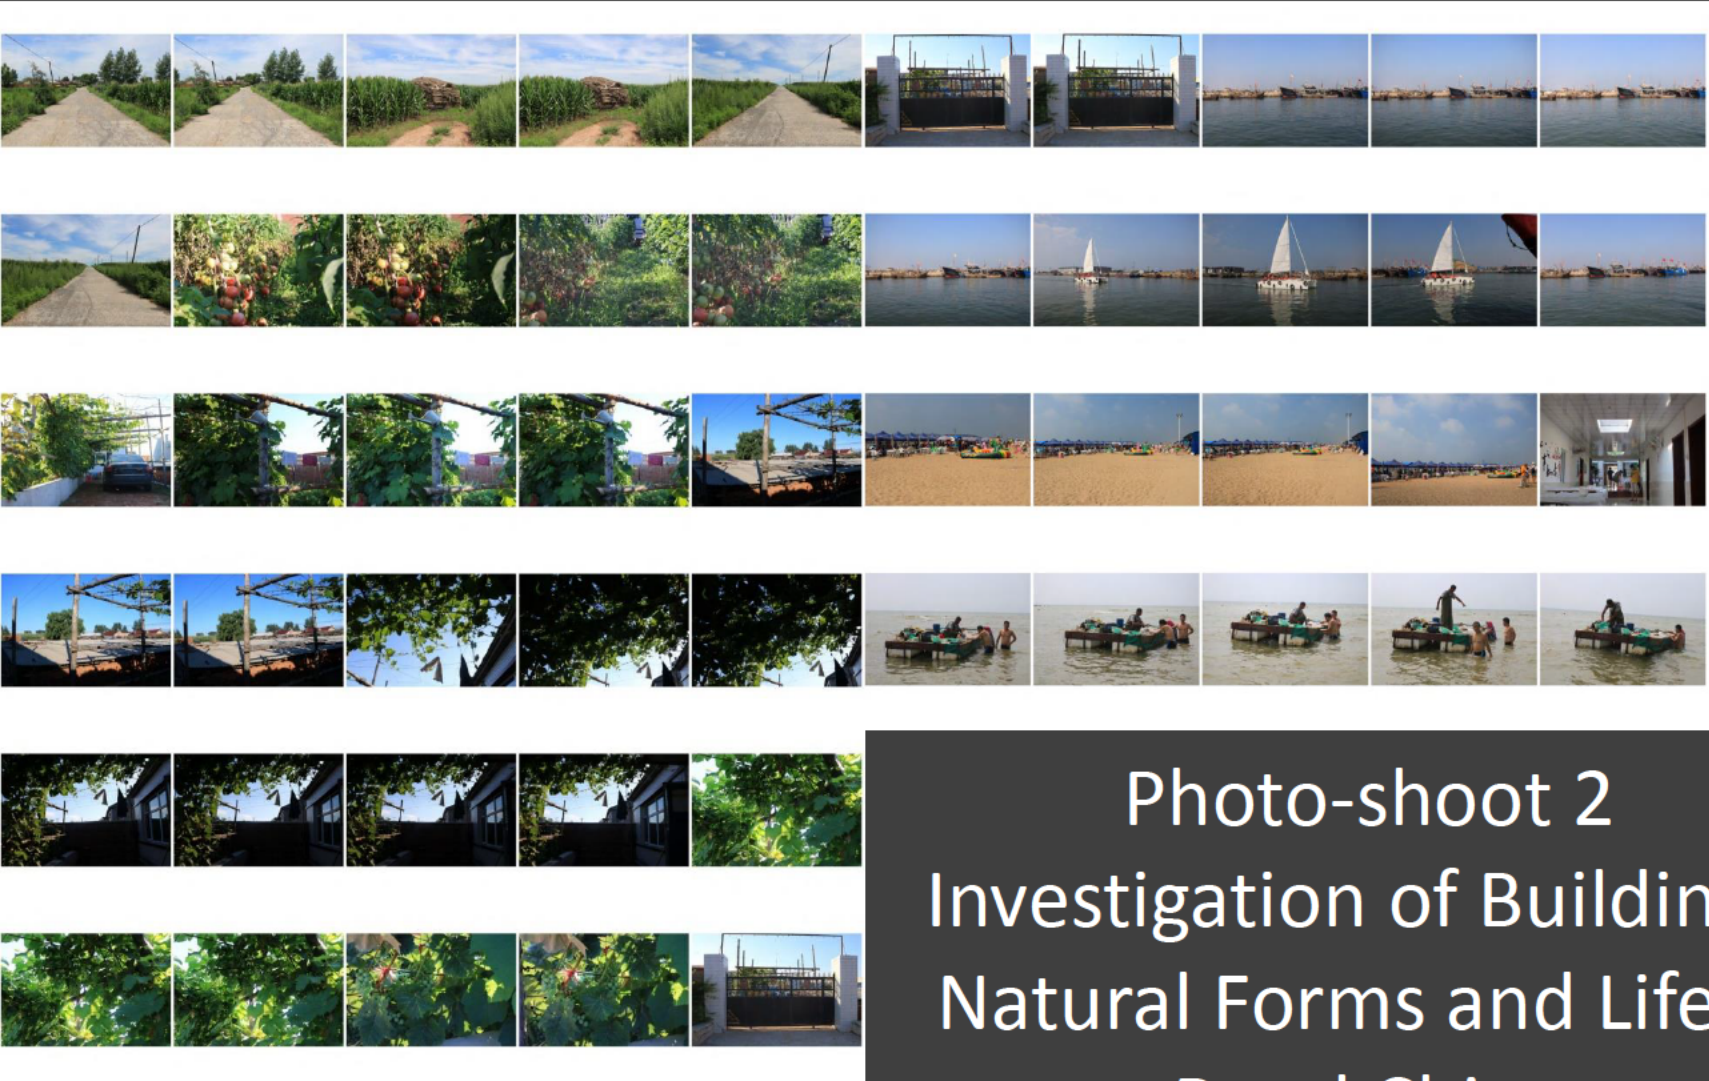 Photo-shoot 2
Investigation of Buildin
Natural Forms and Life